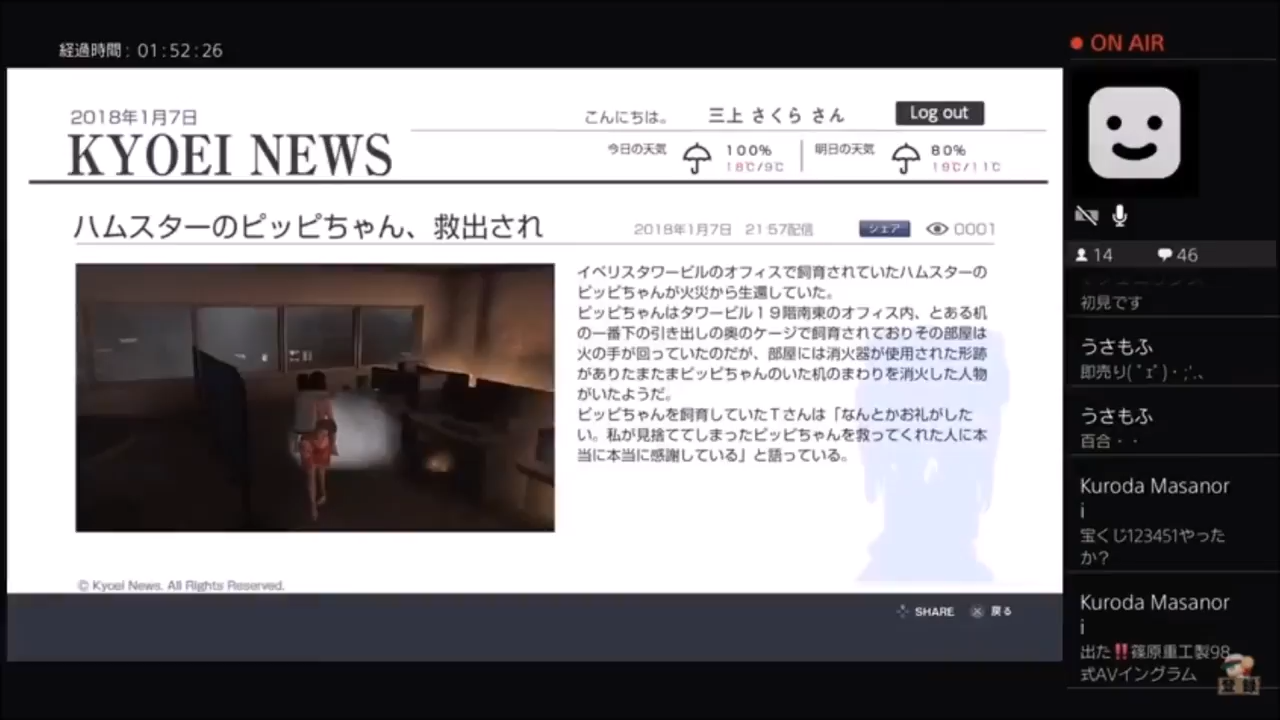 経過時間 : 01:52:26
ON AIR
2018年1月7日
こんにちは。 三上 さくら さん Log out
KYOEI NEWS
今日の天気 100% 18℃/9℃ 明日の天気 80% 19℃/11℃
ハムスターのピッピちゃん、救出され
2018年1月7日 21:57配信 シェア 0001
イベリスタワービルのオフィスで飼育されていたハムスターの
ピッピちゃんが火災から生還していた。
ピッピちゃんはタワービル19階南東のオフィス内、とある机
の一番下の引き出しの奥のケージで飼育されておりその部屋は
火の手が回っていたのだが、部屋には消火器が使用された形跡
がありたまたまピッピちゃんのいた机のまわりを消火した人物
がいたようだ。
ピッピちゃんを飼育していたTさんは「なんとかお礼がした
い。私が見捨ててしまったピッピちゃんを救ってくれた人に本
当に本当に感謝している」と語っている。
© Kyoei News. All Rights Reserved.
SHARE 戻る
14 46
初見です
うさもふ
即売り( ﾟｪﾟ)・;'.、
うさもふ
百合・・
Kuroda Masanor
i
宝くじ123451やった
か?
Kuroda Masanor
i
出た‼篠原重工製98
式AVイングラム
登録